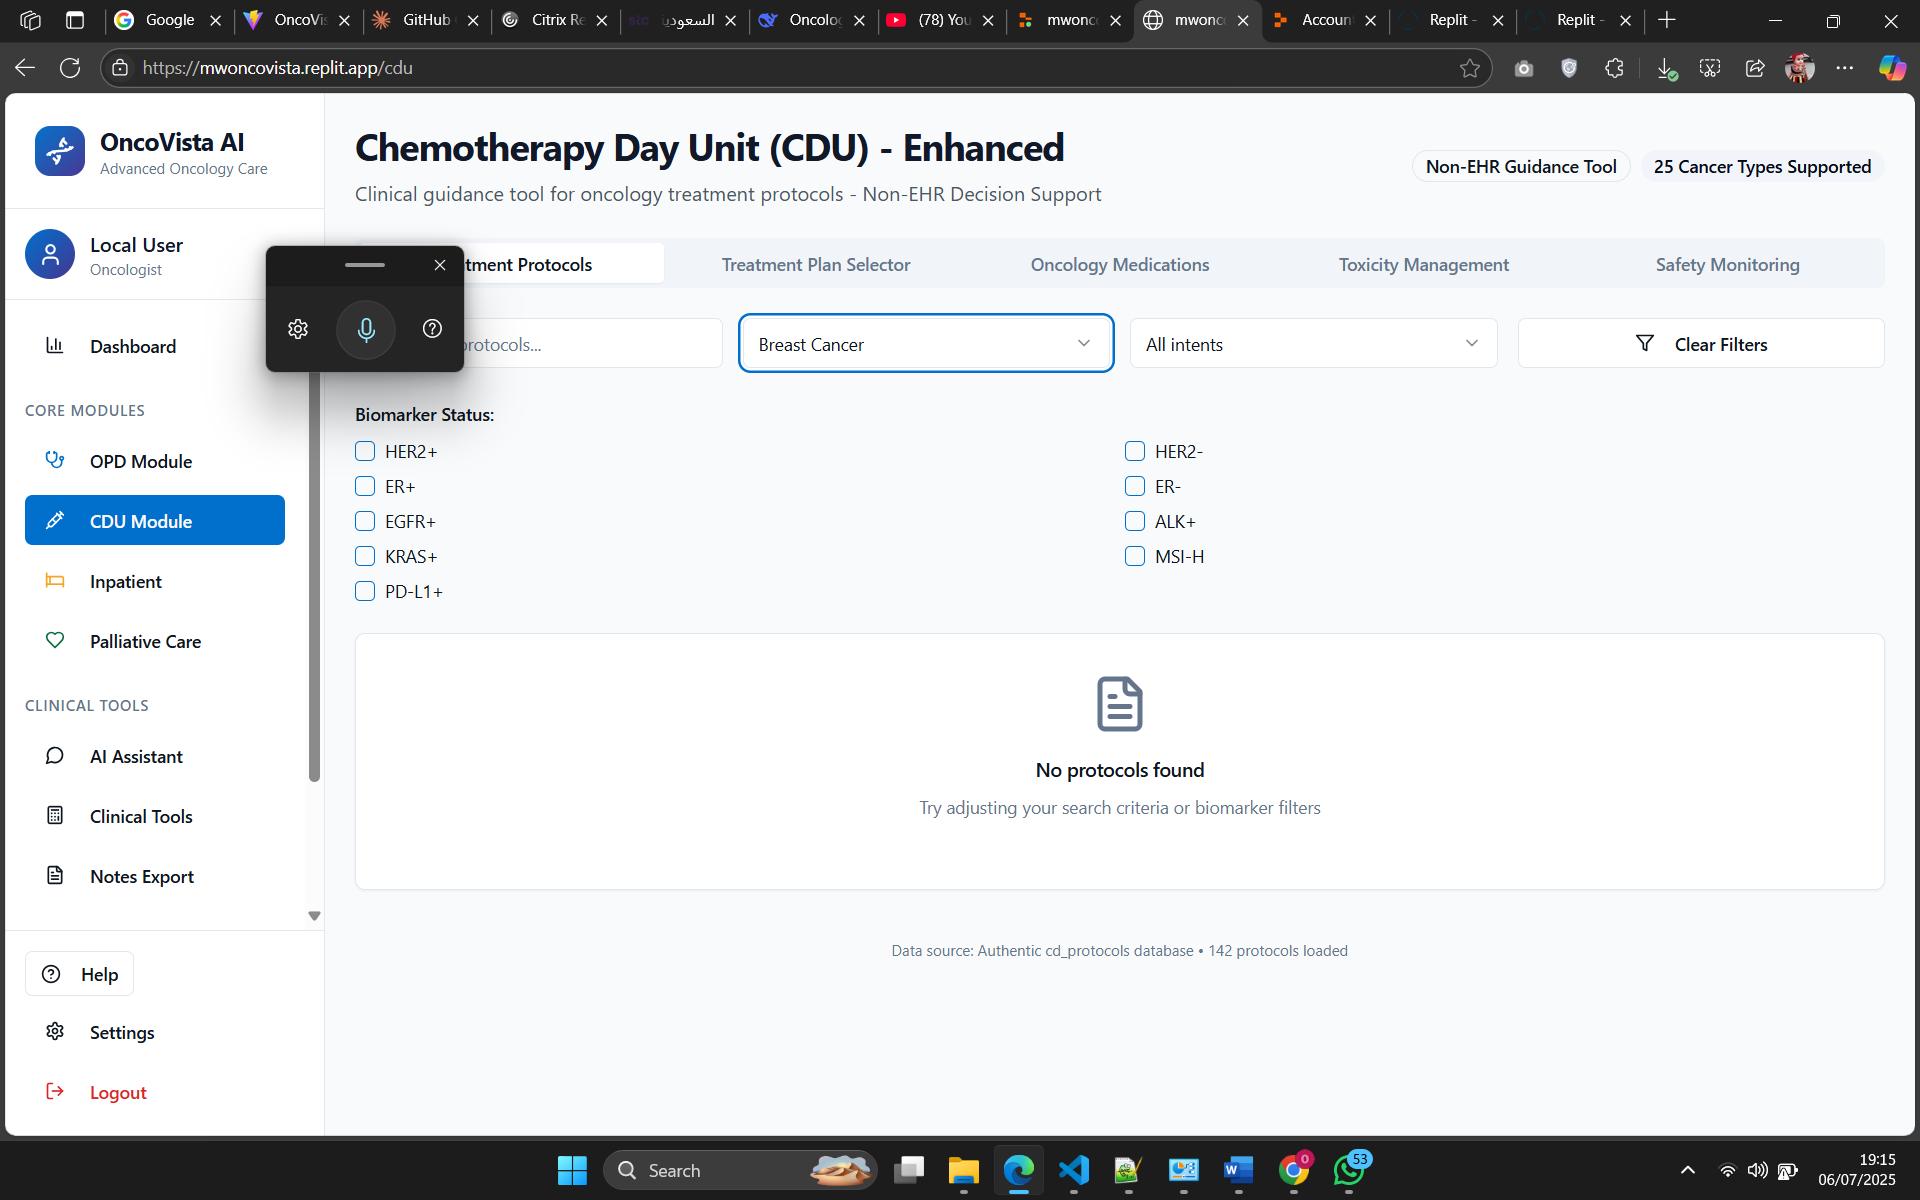 Google
OncoVis
GitHub
Citrix Re
السعودي
Oncolog
(78) You
mwonc
mwonc
Accoun
Replit -
Replit -
https://mwoncovista.replit.app/cdu
OncoVista AI
Advanced Oncology Care
Local User
Oncologist
Dashboard
CORE MODULES
OPD Module
CDU Module
Inpatient
Palliative Care
CLINICAL TOOLS
AI Assistant
Clinical Tools
Notes Export
Help
Settings
Logout
Chemotherapy Day Unit (CDU) - Enhanced
Clinical guidance tool for oncology treatment protocols - Non-EHR Decision Support
Non-EHR Guidance Tool
25 Cancer Types Supported
tment Protocols
Treatment Plan Selector
Oncology Medications
Toxicity Management
Safety Monitoring
rotocols...
Breast Cancer
All intents
Clear Filters
Biomarker Status:
HER2+
HER2-
ER+
ER-
EGFR+
ALK+
KRAS+
MSI-H
PD-L1+
No protocols found
Try adjusting your search criteria or biomarker filters
Data source: Authentic cd_protocols database • 142 protocols loaded
Search
0
53
19:15
06/07/2025